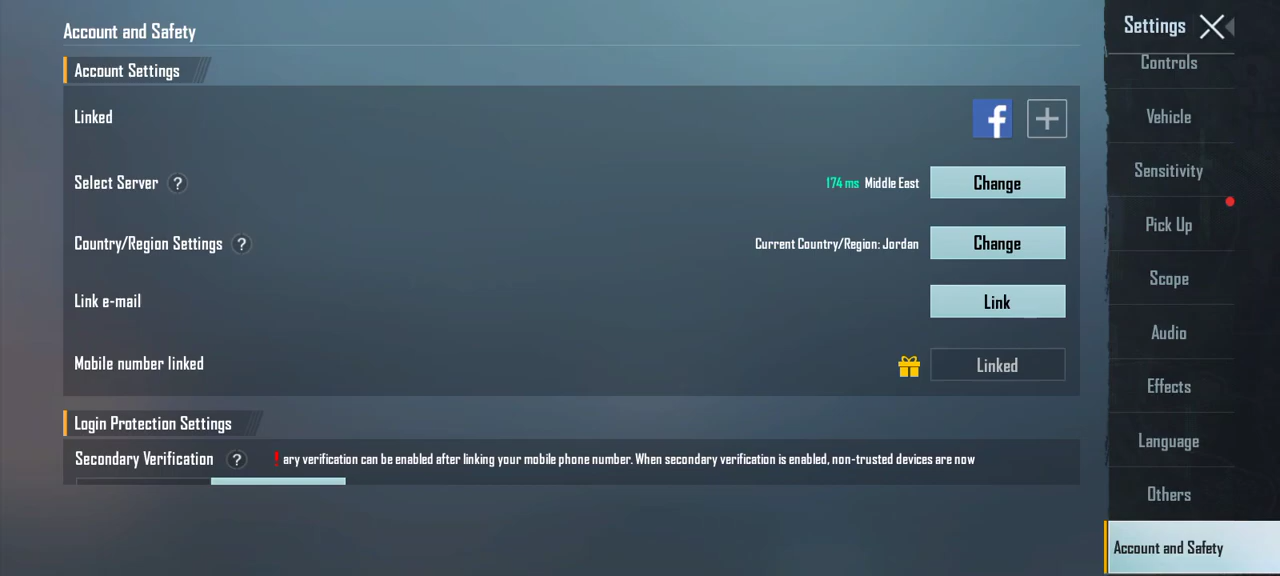 Account and Safety
Account Settings
Linked
Select Server ?
174 ms Middle East
Change
Country/Region Settings ?
Current Country/Region: Jordan
Change
Link e-mail
Link
Mobile number linked
Linked
Login Protection Settings
Secondary Verification ?
! ary verification can be enabled after linking your mobile phone number. When secondary verification is enabled, non-trusted devices are now
Settings
Controls
Vehicle
Sensitivity
Pick Up
Scope
Audio
Effects
Language
Others
Account and Safety